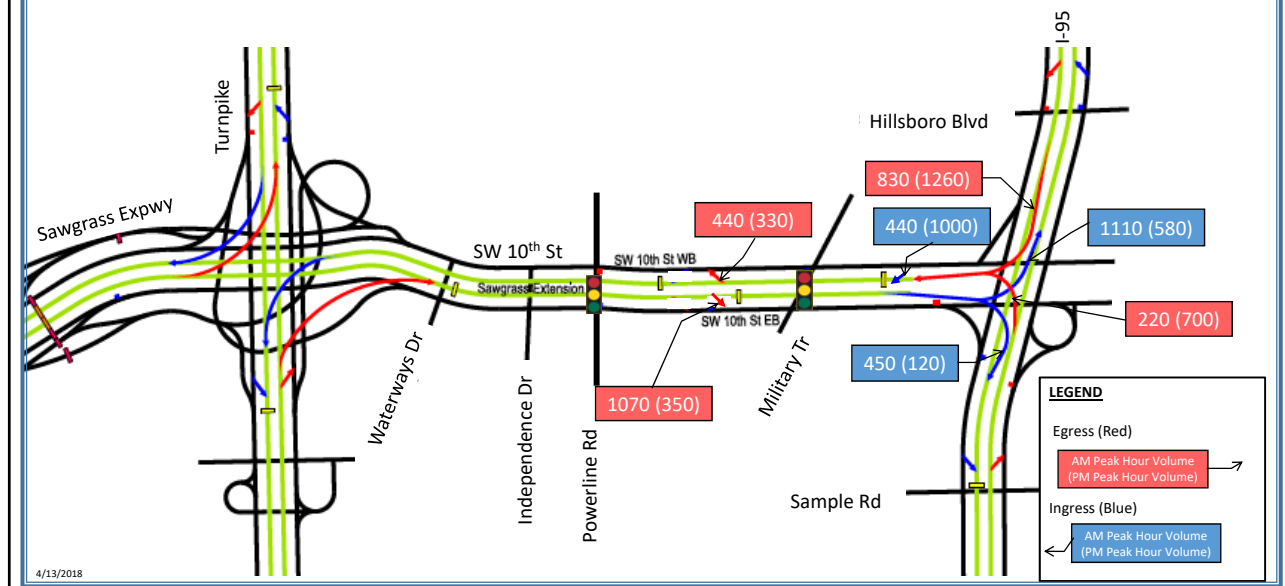 I-95
Turnpike
Hillsboro Blvd
830 (1260)
440 (330)
440 (1000)
1110 (580)
Sawgrass Expwy
SW 10th St
SW 10th St WB
Sawgrass Extension
SW 10th St EB
220 (700)
450 (120)
1070 (350)
Waterways Dr
Independence Dr
Powerline Rd
Military Tr
Sample Rd
LEGEND
Egress (Red)
AM Peak Hour Volume
(PM Peak Hour Volume)
Ingress (Blue)
AM Peak Hour Volume
(PM Peak Hour Volume)
4/13/2018